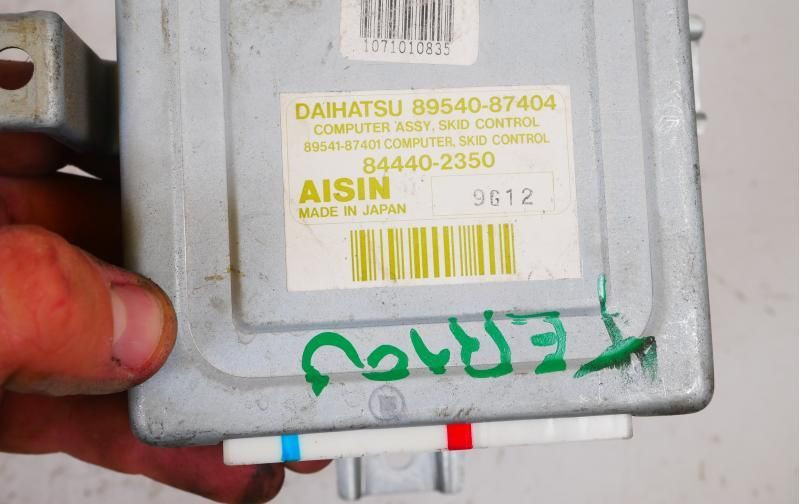 1071010835
DAIHATSU 89540-87404
COMPUTER ASSY, SKID CONTROL
89541-87401 COMPUTER, SKID CONTROL
84440-2350
AISIN
9G12
MADE IN JAPAN
TERIOS